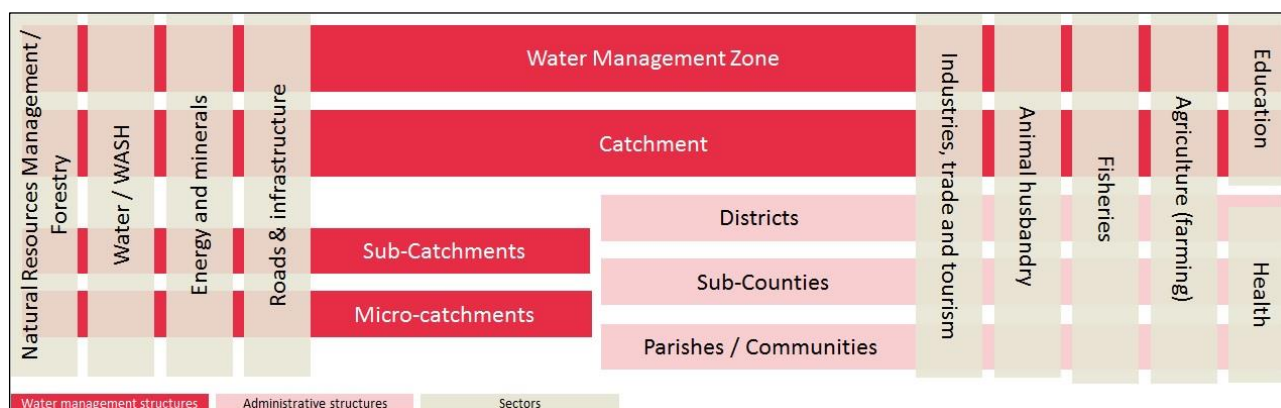 Natural Resources Management /
Forestry
Water / WASH
Energy and minerals
Roads & infrastructure
Water Management Zone
Catchment
Sub-Catchments
Micro-catchments
Districts
Sub-Counties
Parishes / Communities
Industries, trade and tourism
Animal husbandry
Fisheries
Agriculture (farming)
Education
Health
Water management structures
Administrative structures
Sectors